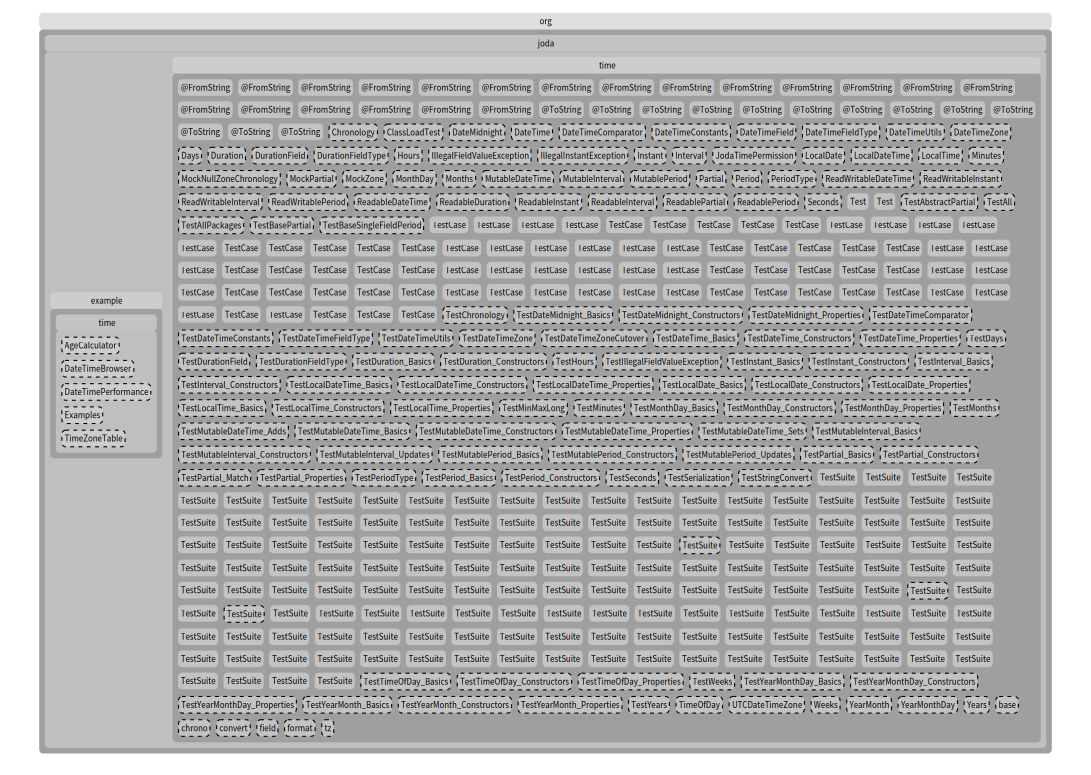 org
joda
time
@FromString @FromString @FromString @FromString @FromString @FromString @FromString @FromString @FromString @FromString @FromString @FromString @FromString @FromString
@FromString @FromString @FromString @FromString @FromString @FromString @ToString @ToString @ToString @ToString @ToString @ToString @ToString @ToString @ToString @ToString
@ToString @ToString @ToString Chronology ClassLoadTest DateMidnight DateTime DateTimeComparator DateTimeConstants DateTimeField DateTimeFieldType DateTimeUtils DateTimeZone
Days Duration DurationField DurationFieldType Hours IllegalFieldValueException IllegalInstantException Instant Interval JodaTimePermission LocalDate LocalDateTime LocalTime Minutes
MockNullZoneChronology MockPartial MockZone MonthDay Months MutableDateTime MutableInterval MutablePeriod Partial Period PeriodType ReadWritableDateTime ReadWritableInstant
ReadWritableInterval ReadWritablePeriod ReadableDateTime ReadableDuration ReadableInstant ReadableInterval ReadablePartial ReadablePeriod Seconds Test Test TestAbstractPartial TestAll
TestAllPackages TestBasePartial TestBaseSingleFieldPeriod TestCase TestCase TestCase TestCase TestCase TestCase TestCase TestCase TestCase TestCase TestCase TestCase TestCase
TestCase TestCase TestCase TestCase TestCase TestCase TestCase TestCase TestCase TestCase TestCase TestCase TestCase TestCase TestCase TestCase TestCase TestCase TestCase
TestCase TestCase TestCase TestCase TestCase TestCase TestCase TestCase TestCase TestCase TestCase TestCase TestCase TestCase TestCase TestCase TestCase TestCase TestCase
TestCase TestCase TestCase TestCase TestCase TestCase TestCase TestCase TestCase TestCase TestCase TestCase TestCase TestCase TestCase TestCase TestCase TestCase TestCase
TestCase TestCase TestCase TestCase TestCase TestCase TestChronology TestDateMidnight_Basics TestDateMidnight_Constructors TestDateMidnight_Properties TestDateTimeComparator
TestDateTimeConstants TestDateTimeFieldType TestDateTimeUtils TestDateTimeZone TestDateTimeZoneCutover TestDateTime_Basics TestDateTime_Constructors TestDateTime_Properties TestDays
TestDurationField TestDurationFieldType TestDuration_Basics TestDuration_Constructors TestHours TestIllegalFieldValueException TestInstant_Basics TestInstant_Constructors TestInterval_Basics
TestInterval_Constructors TestLocalDateTime_Basics TestLocalDateTime_Constructors TestLocalDateTime_Properties TestLocalDate_Basics TestLocalDate_Constructors TestLocalDate_Properties
TestLocalTime_Basics TestLocalTime_Constructors TestLocalTime_Properties TestMinMaxLong TestMinutes TestMonthDay_Basics TestMonthDay_Constructors TestMonthDay_Properties TestMonths
TestMutableDateTime_Adds TestMutableDateTime_Basics TestMutableDateTime_Constructors TestMutableDateTime_Properties TestMutableDateTime_Sets TestMutableInterval_Basics
TestMutableInterval_Constructors TestMutableInterval_Updates TestMutablePeriod_Basics TestMutablePeriod_Constructors TestMutablePeriod_Updates TestPartial_Basics TestPartial_Constructors
TestPartial_Match TestPartial_Properties TestPeriodType TestPeriod_Basics TestPeriod_Constructors TestSeconds TestSerialization TestStringConvert TestSuite TestSuite TestSuite TestSuite
TestSuite TestSuite TestSuite TestSuite TestSuite TestSuite TestSuite TestSuite TestSuite TestSuite TestSuite TestSuite TestSuite TestSuite TestSuite TestSuite TestSuite TestSuite
TestSuite TestSuite TestSuite TestSuite TestSuite TestSuite TestSuite TestSuite TestSuite TestSuite TestSuite TestSuite TestSuite TestSuite TestSuite TestSuite TestSuite TestSuite
TestSuite TestSuite TestSuite TestSuite TestSuite TestSuite TestSuite TestSuite TestSuite TestSuite TestSuite TestSuite TestSuite TestSuite TestSuite TestSuite TestSuite TestSuite
TestSuite TestSuite TestSuite TestSuite TestSuite TestSuite TestSuite TestSuite TestSuite TestSuite TestSuite TestSuite TestSuite TestSuite TestSuite TestSuite TestSuite TestSuite
TestSuite TestSuite TestSuite TestSuite TestSuite TestSuite TestSuite TestSuite TestSuite TestSuite TestSuite TestSuite TestSuite TestSuite TestSuite TestSuite TestSuite TestSuite
TestSuite TestSuite TestSuite TestSuite TestSuite TestSuite TestSuite TestSuite TestSuite TestSuite TestSuite TestSuite TestSuite TestSuite TestSuite TestSuite TestSuite TestSuite
TestSuite TestSuite TestSuite TestSuite TestSuite TestSuite TestSuite TestSuite TestSuite TestSuite TestSuite TestSuite TestSuite TestSuite TestSuite TestSuite TestSuite TestSuite
TestSuite TestSuite TestSuite TestSuite TestSuite TestSuite TestSuite TestSuite TestSuite TestSuite TestSuite TestSuite TestSuite TestSuite TestSuite TestSuite TestSuite TestSuite
TestSuite TestSuite TestSuite TestSuite TestTimeOfDay_Basics TestTimeOfDay_Constructors TestTimeOfDay_Properties TestWeeks TestYearMonthDay_Basics TestYearMonthDay_Constructors
TestYearMonthDay_Properties TestYearMonth_Basics TestYearMonth_Constructors TestYearMonth_Properties TestYears TimeOfDay UTCDateTimeZone Weeks YearMonth YearMonthDay Years base
chrono convert field format tz
example
time
AgeCalculator
DateTimeBrowser
DateTimePerformance
Examples
TimeZoneTable